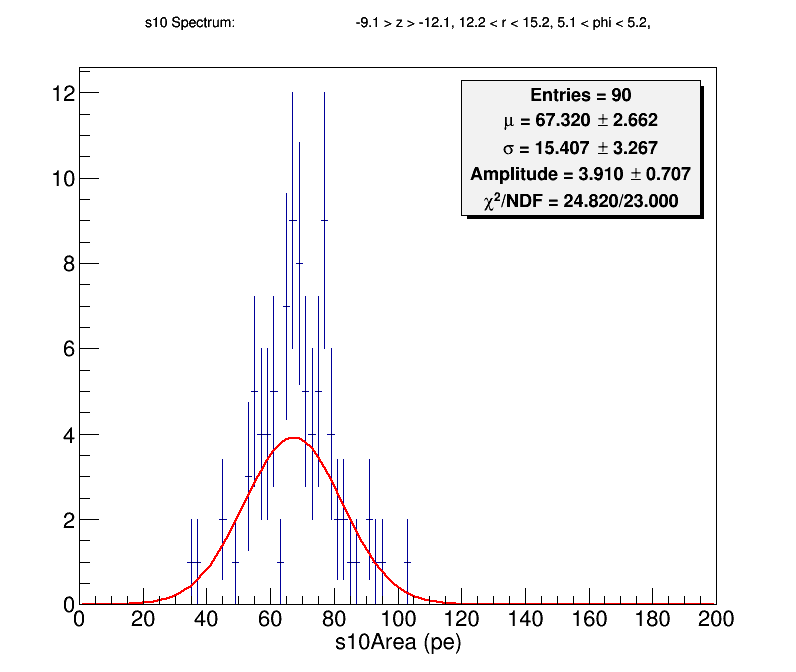 s10 Spectrum: -9.1 > z > -12.1, 12.2 < r < 15.2, 5.1 < phi < 5.2,
Entries = 90
μ = 67.320 ± 2.662
σ = 15.407 ± 3.267
Amplitude = 3.910 ± 0.707
χ²/NDF = 24.820/23.000
12
10
8
6
4
2
0
0 20 40 60 80 100 120 140 160 180 200
s10Area (pe)